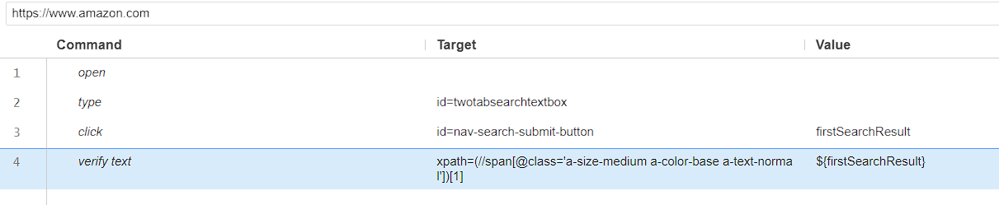 https://www.amazon.com
Command Target Value
1 open
2 type id=twotabsearchtextbox
3 click id=nav-search-submit-button firstSearchResult
4 verify text xpath=(//span[@class='a-size-medium a-color-base a-text-norma ${firstSearchResult}
l'])[1]